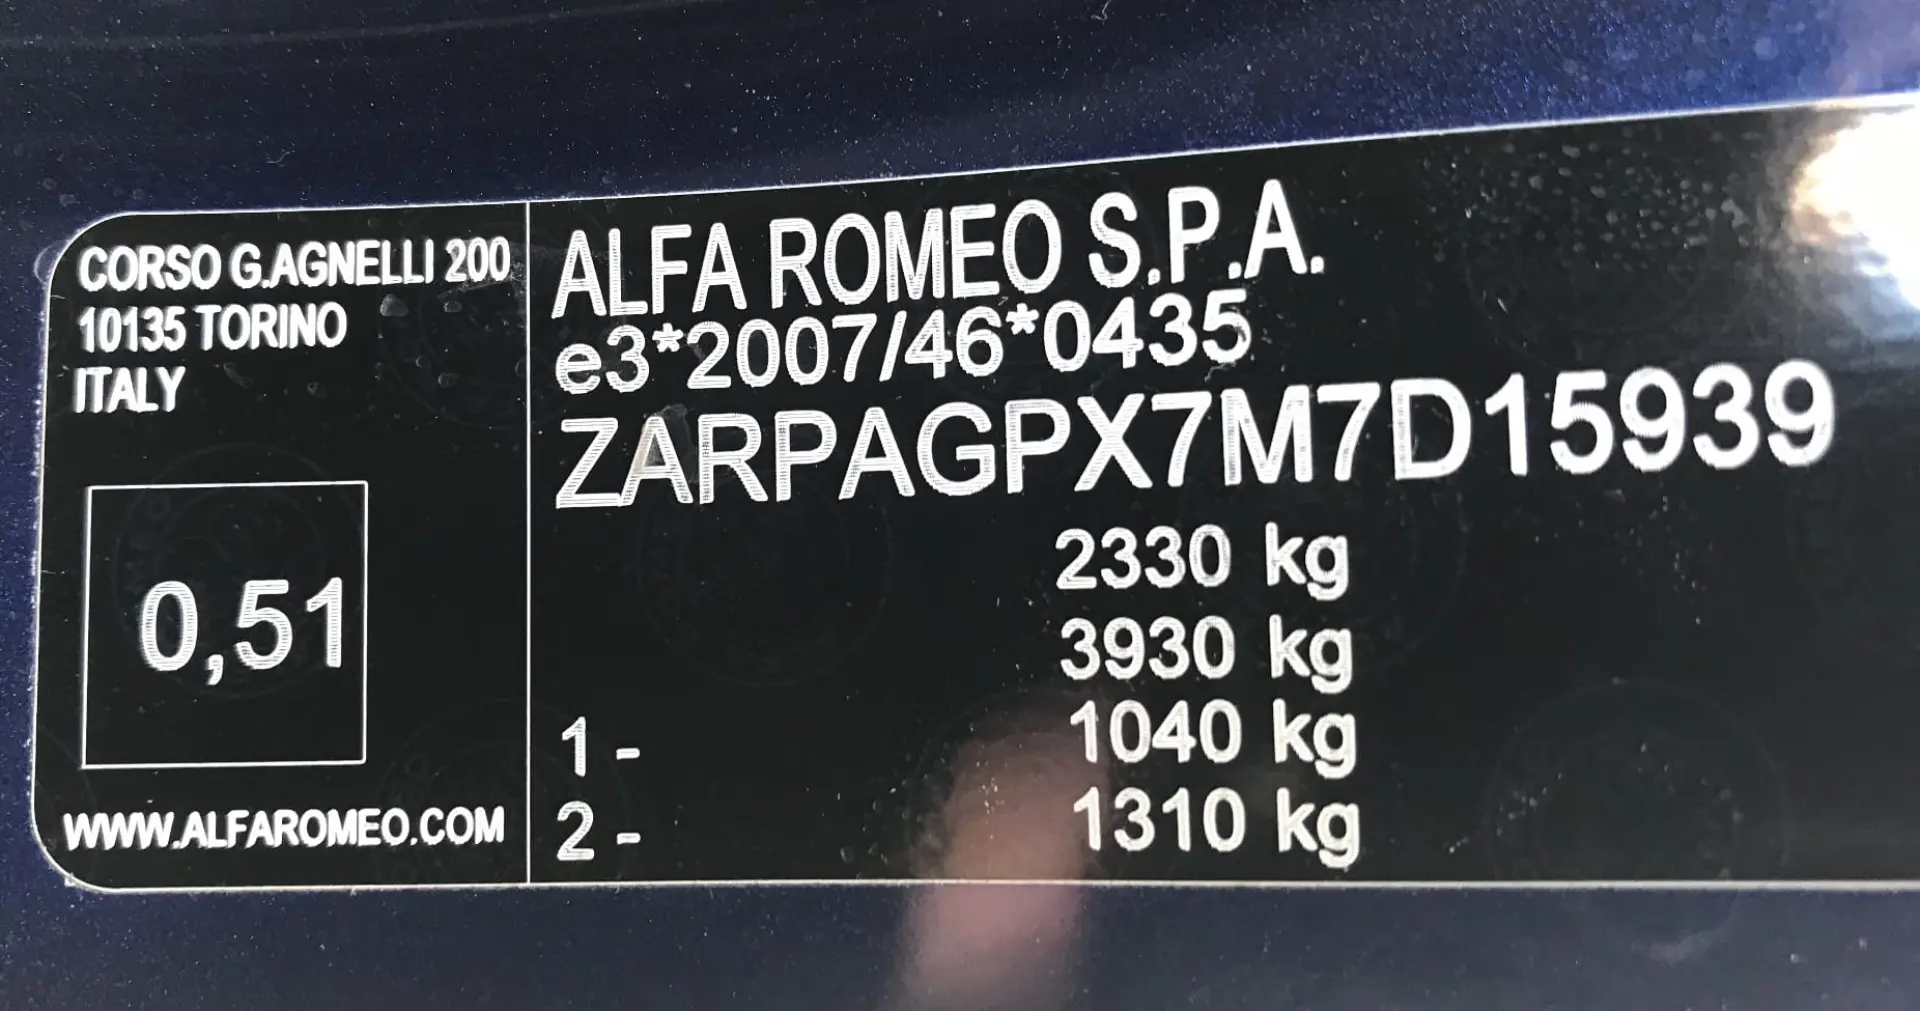 CORSO G.AGNELLI 200
10135 TORINO
ITALY
0,51
WWW.ALFAROMEO.COM
ALFA ROMEO S.P.A.
e3*2007/46*0435
ZARPAGPX7M7D15939
2330 kg
3930 kg
1 - 1040 kg
2 - 1310 kg